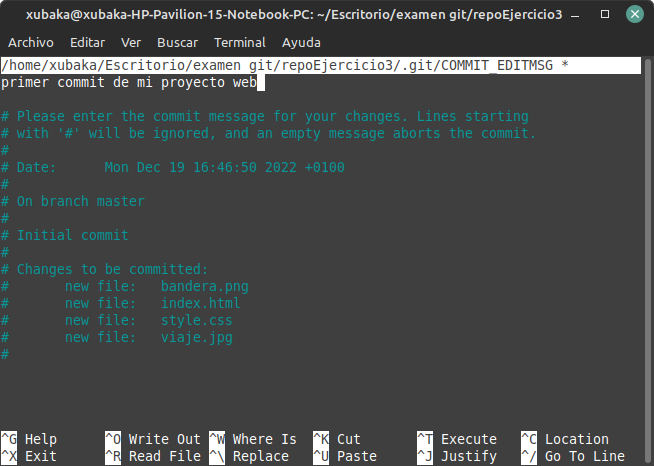 xubaka@xubaka-HP-Pavilion-15-Notebook-PC: ~/Escritorio/examen git/repoEjercicio3
Archivo Editar Ver Buscar Terminal Ayuda
/home/xubaka/Escritorio/examen git/repoEjercicio3/.git/COMMIT_EDITMSG *
primer commit de mi proyecto web
# Please enter the commit message for your changes. Lines starting
# with '#' will be ignored, and an empty message aborts the commit.
#
# Date:      Mon Dec 19 16:46:50 2022 +0100
#
# On branch master
#
# Initial commit
#
# Changes to be committed:
#       new file:   bandera.png
#       new file:   index.html
#       new file:   style.css
#       new file:   viaje.jpg
#
^G Help ^O Write Out ^W Where Is ^K Cut ^T Execute ^C Location
^X Exit ^R Read File ^\ Replace ^U Paste ^J Justify ^/ Go To Line